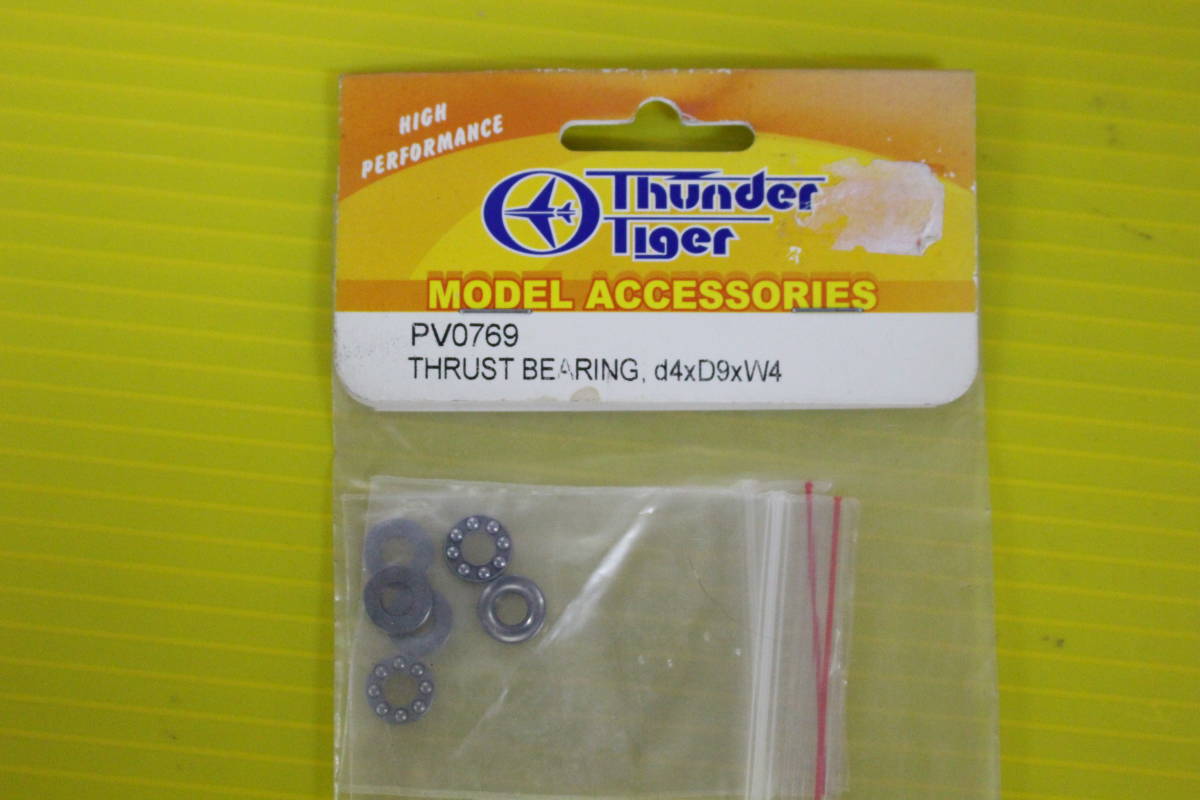 HIGH
PERFORMANCE
Thunder
Tiger
MODEL ACCESSORIES
PV0769
THRUST BEARING, d4xD9xW4